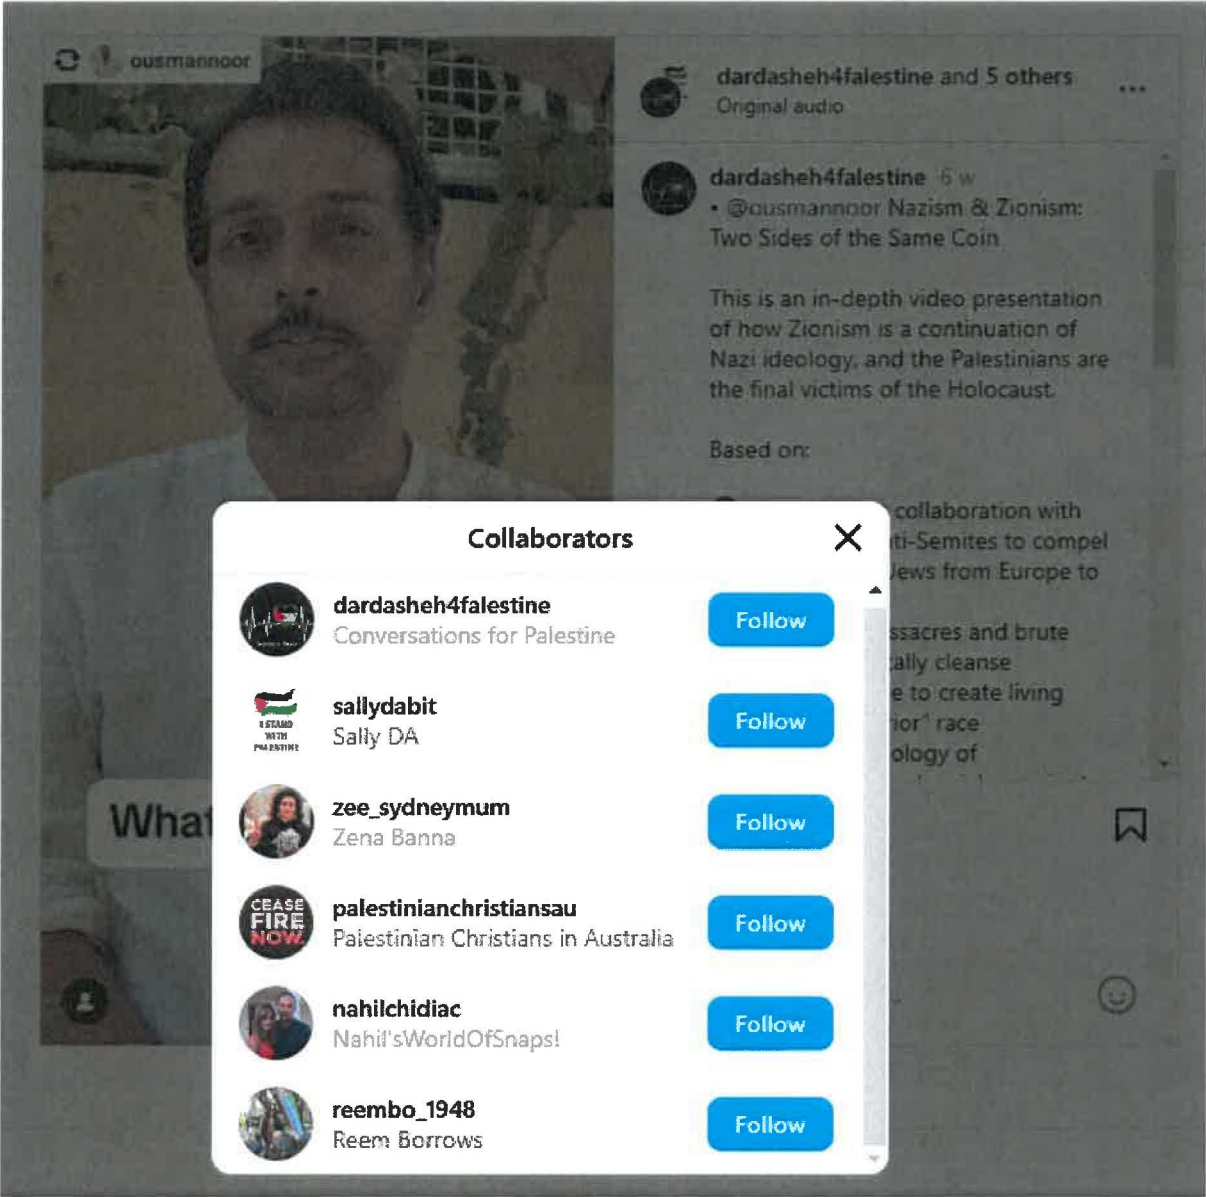 ousmannoor
dardasheh4falestine and 5 others
Original audio
dardasheh4falestine 6 w
• @ousmannoor Nazism & Zionism:
Two Sides of the Same Coin
This is an in-depth video presentation
of how Zionism is a continuation of
Nazi ideology, and the Palestinians are
the final victims of the Holocaust.
Based on:
collaboration with
ti-Semites to compel
Jews from Europe to
ssacres and brute
cally cleanse
e to create living
ior" race
ology of
What
Collaborators
dardasheh4falestine
Conversations for Palestine
Follow
I STAND
WITH
PALESTINE
sallydabit
Sally DA
Follow
zee_sydneymum
Zena Banna
Follow
CEASE
FIRE
NOW.
palestinianchristiansau
Palestinian Christians in Australia
Follow
nahilchidiac
Nahil'sWorldOfSnaps!
Follow
reembo_1948
Reem Borrows
Follow